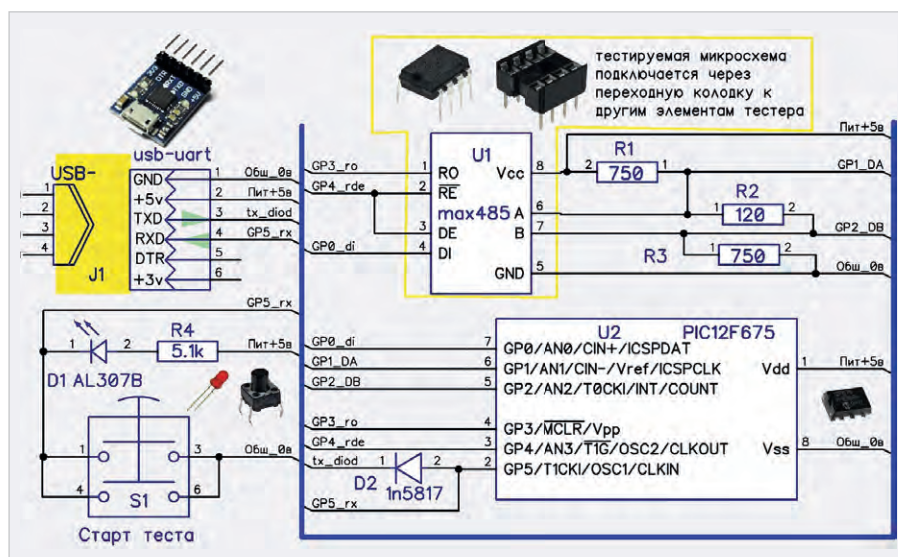 тестируемая микросхема
подключается через
переходную колодку к
другим элементам тестера
usb-uart
USB-
1
2
3
4
J1
GND 1 Общ_0в
+5v 2 Пит+5в
TXD 3 tx_diod
RXD 4 GP5_rx
DTR 5
+3v 6
GP3_ro 1 RO
GP4_rde 2 RE
3 DE
GP0_di 4 DI
U1
max485
Vcc 8
A 6
B 7
GND 5
Пит+5в
R1
1 750 2
GP1_DA
R2
1 120 2
GP2_DB
R3
1 750 2
Общ_0в
GP5_rx
1 2
D1 AL307B
R4
5.1k
Пит+5в
1 3
4 6
S1
Общ_0в
Старт теста
U2 PIC12F675
GP0_di 7 GP0/AN0/CIN+/ICSPDAT
GP1_DA 6 GP1/AN1/CIN-/Vref/ICSPCLK
GP2_DB 5 GP2/AN2/T0CKI/INT/COUNT
GP3_ro 4 GP3/MCLR/Vpp
GP4_rde 3 GP4/AN3/T1G/OSC2/CLKOUT
tx_diod 1 2 2 GP5/T1CKI/OSC1/CLKIN
D2 1n5817
GP5_rx
Vdd 1 Пит+5в
Vss 8 Общ_0в